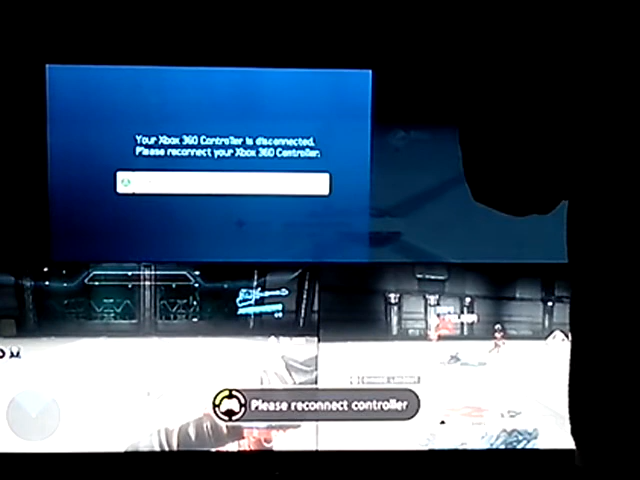 Your Xbox 360 Controller is disconnected.
Please reconnect your Xbox 360 Controller.
Please reconnect controller